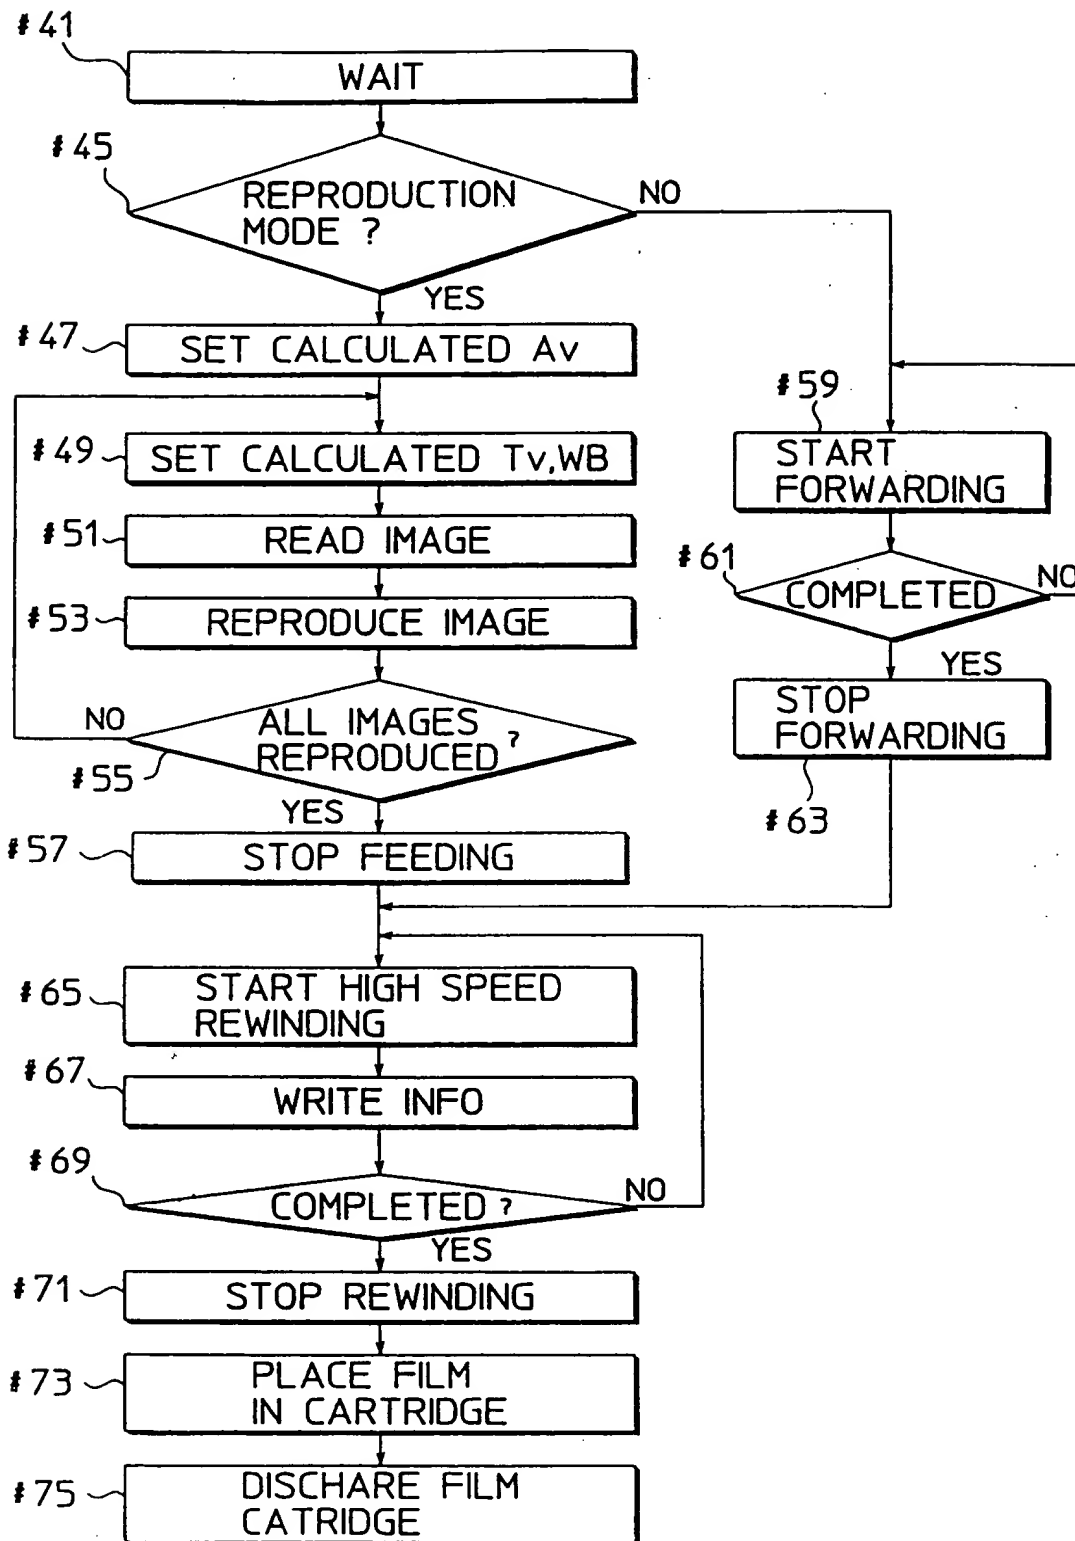 #41
WAIT
#45
REPRODUCTION
MODE ?
NO
YES
#47
SET CALCULATED Av
#59
START
FORWARDING
#49
SET CALCULATED Tv,WB
#51
READ IMAGE
#61
COMPLETED
NO
#53
REPRODUCE IMAGE
YES
STOP
FORWARDING
#63
NO
ALL IMAGES
REPRODUCED ?
#55
YES
#57
STOP FEEDING
#65
START HIGH SPEED
REWINDING
#67
WRITE INFO
#69
COMPLETED ?
NO
YES
#71
STOP REWINDING
#73
PLACE FILM
IN CARTRIDGE
#75
DISCHARE FILM
CATRIDGE